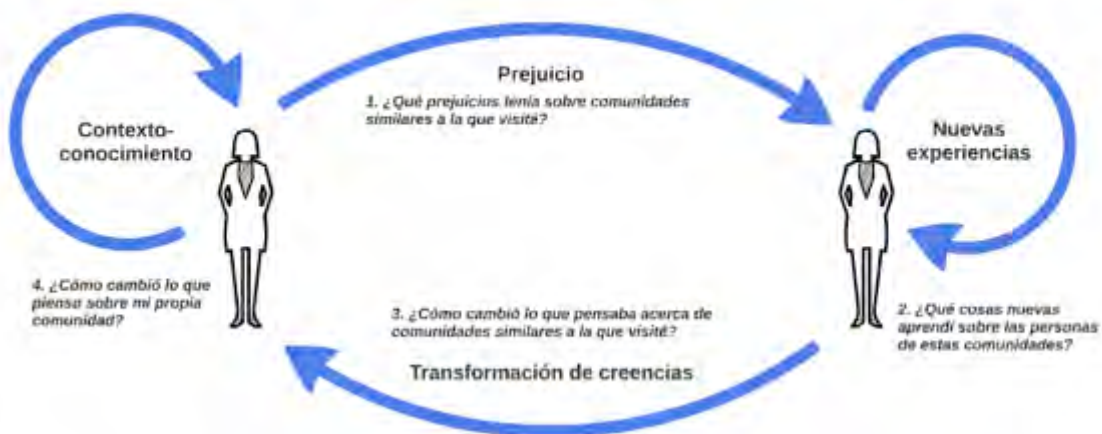 Prejuicio
1. ¿Qué prejuicios tenía sobre comunidades
similares a la que visité?
Contexto-
conocimiento
Nuevas
experiencias
4. ¿Cómo cambió lo que
pienso sobre mi propia
comunidad?
3. ¿Cómo cambió lo que pensaba acerca de
comunidades similares a la que visité?
2. ¿Qué cosas nuevas
aprendí sobre las personas
de estas comunidades?
Transformación de creencias